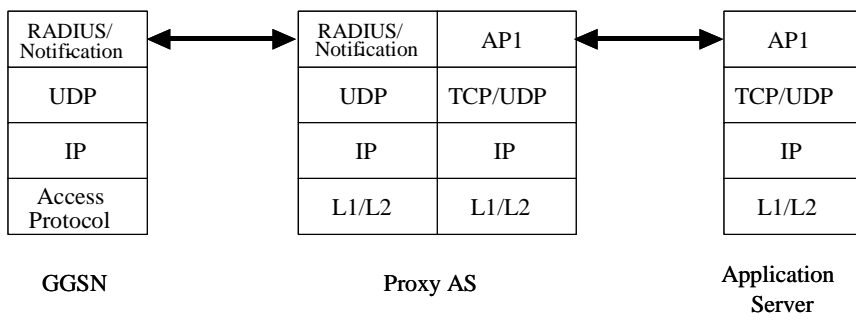 RADIUS/
Notification
RADIUS/
Notification
AP1
AP1
UDP
UDP
TCP/UDP
TCP/UDP
IP
IP
IP
IP
Access
Protocol
L1/L2
L1/L2
L1/L2
GGSN
Proxy AS
Application
Server